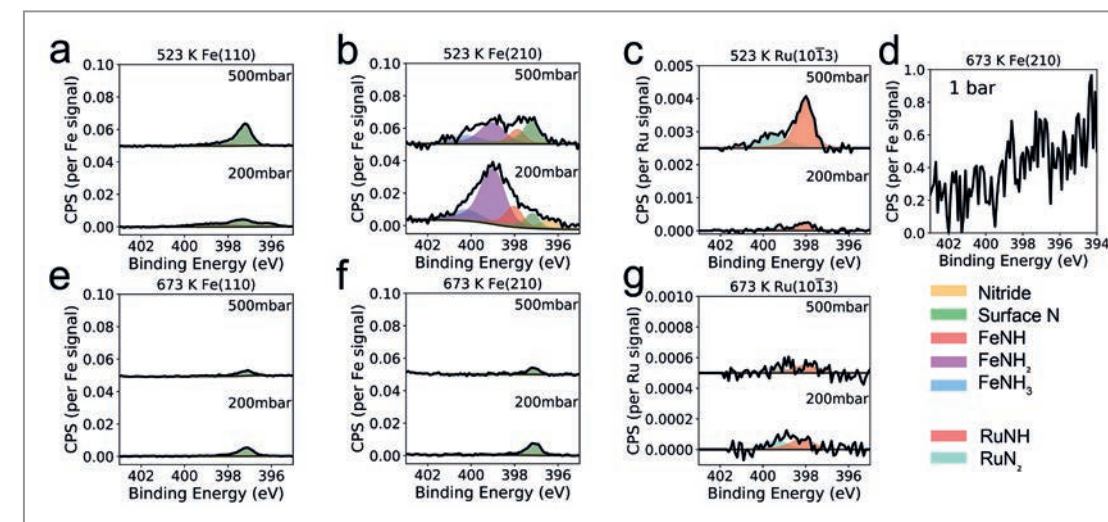 a
523 K Fe(110)
500mbar
200mbar
0.10
0.08
0.06
0.04
0.02
0.00
CPS (per Fe signal)
402 400 398 396
Binding Energy (eV)
b
523 K Fe(210)
500mbar
200mbar
0.10
0.08
0.06
0.04
0.02
0.00
CPS (per Fe signal)
402 400 398 396
Binding Energy (eV)
c
523 K Ru(101̄3)
500mbar
200mbar
0.005
0.004
0.003
0.002
0.001
0.000
CPS (per Ru signal)
402 400 398 396
Binding Energy (eV)
d
673 K Fe(210)
1 bar
1.0
0.8
0.6
0.4
0.2
0.0
CPS (per Fe signal)
402 400 398 396 394
Binding Energy (eV)
e
673 K Fe(110)
500mbar
200mbar
0.10
0.08
0.06
0.04
0.02
0.00
CPS (per Fe signal)
402 400 398 396
Binding Energy (eV)
f
673 K Fe(210)
500mbar
200mbar
0.10
0.08
0.06
0.04
0.02
0.00
CPS (per Fe signal)
402 400 398 396
Binding Energy (eV)
g
673 K Ru(101̄3)
500mbar
200mbar
0.0010
0.0008
0.0006
0.0004
0.0002
0.0000
CPS (per Ru signal)
402 400 398 396
Binding Energy (eV)
Nitride
Surface N
FeNH
FeNH₂
FeNH₃
RuNH
RuN₂